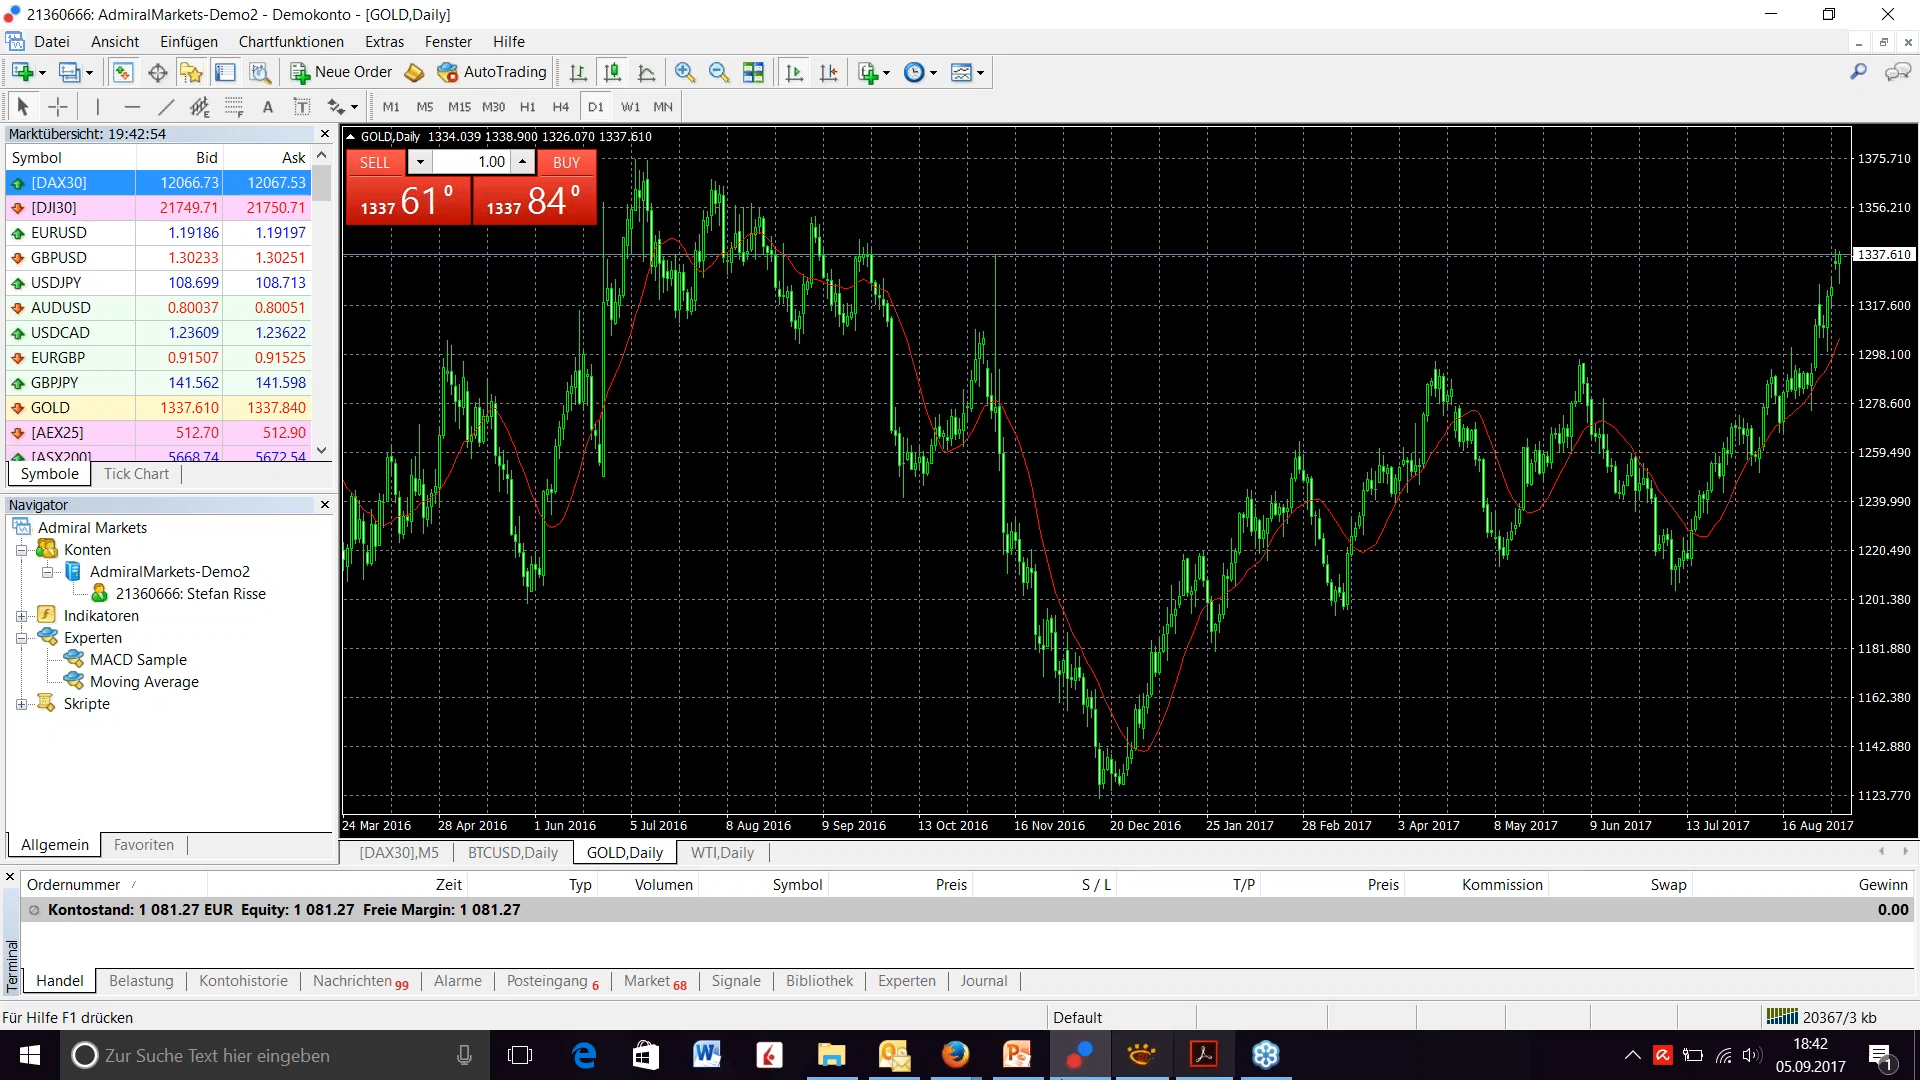 21360666: AdmiralMarkets-Demo2 - Demokonto - [GOLD,Daily]
Datei Ansicht Einfügen Chartfunktionen Extras Fenster Hilfe
Neue Order AutoTrading
A T M1 M5 M15 M30 H1 H4 D1 W1 MN
Marktübersicht: 19:42:54
Symbol Bid Ask
[DAX30] 12066.73 12067.53
[DJI30] 21749.71 21750.71
EURUSD 1.19186 1.19197
GBPUSD 1.30233 1.30251
USDJPY 108.699 108.713
AUDUSD 0.80037 0.80051
USDCAD 1.23609 1.23622
EURGBP 0.91507 0.91525
GBPJPY 141.562 141.598
GOLD 1337.610 1337.840
[AEX25] 512.70 512.90
[ASX200] 5668.74 5672.54
Symbole Tick Chart
Navigator
Admiral Markets
Konten
AdmiralMarkets-Demo2
21360666: Stefan Risse
Indikatoren
Experten
MACD Sample
Moving Average
Skripte
Allgemein Favoriten
GOLD,Daily 1334.039 1338.900 1326.070 1337.610
SELL 1.00 BUY
1337 61 0 1337 84 0
1375.710
1356.210
1337.610
1317.600
1298.100
1278.600
1259.490
1239.990
1220.490
1201.380
1181.880
1162.380
1142.880
1123.770
24 Mar 2016 28 Apr 2016 1 Jun 2016 5 Jul 2016 8 Aug 2016 9 Sep 2016 13 Oct 2016 16 Nov 2016 20 Dec 2016 25 Jan 2017 28 Feb 2017 3 Apr 2017 8 May 2017 9 Jun 2017 13 Jul 2017 16 Aug 2017
[DAX30],M5 BTCUSD,Daily GOLD,Daily WTI,Daily
Ordernummer / Zeit Typ Volumen Symbol Preis S / L T/P Preis Kommission Swap Gewinn
Kontostand: 1 081.27 EUR Equity: 1 081.27 Freie Margin: 1 081.27 0.00
Terminal
Handel Belastung Kontohistorie Nachrichten 99 Alarme Posteingang 6 Market 68 Signale Bibliothek Experten Journal
Für Hilfe F1 drücken Default 20367/3 kb
Zur Suche Text hier eingeben
18:42
05.09.2017
1